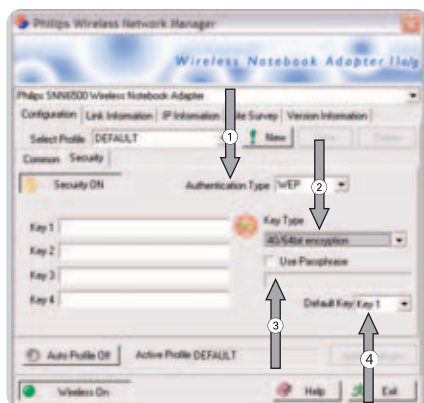 Philips Wireless Network Manager
Wireless Notebook Adapter 11a/g
Philips SNN6500 Wireless Notebook Adapter
Configuration Link Information IP Information Site Survey Version Information
Select Profile DEFAULT New
1
Common Security
Security ON Authentication Type WEP
2
Key 1 Key Type
40/64bit encryption
Key 2
Use Passphrase
Key 3
Key 4 Default Key Key 1
3
Auto Profile Off Active Profile DEFAULT
4
Wireless On Help Exit